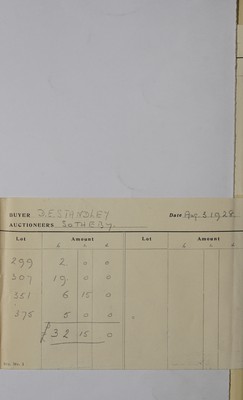 BUYER J.E. STANDLEY Date Aug. 1 1928
AUCTIONEERS SOTHEBY.
Lot Amount Lot Amount
£ s d £ s d
299 2 0 0
307 19 0 0
351 6 15 0
375 5 0 0
£ 32 15 0